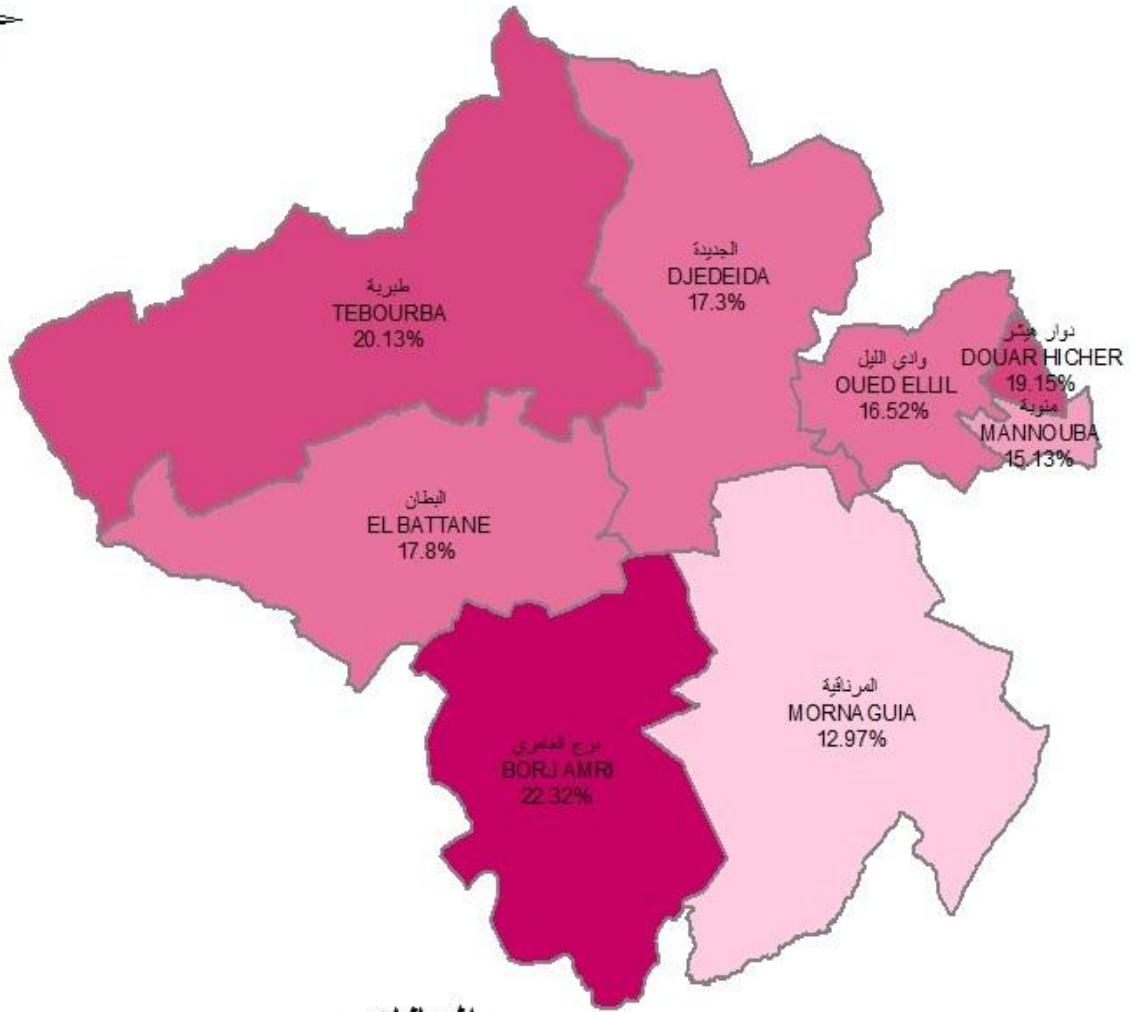 الجديدة
DJEDEIDA
17.3%
طبربة
TEBOURBA
20.13%
دوار هيشر
DOUAR HICHER
19.15%
وادي الليل
OUED ELLIL
16.52%
منوبة
MANNOUBA
15.13%
البطان
EL BATTANE
17.8%
المرناقية
MORNAGUIA
12.97%
برج العامري
BORJ AMRI
22.32%